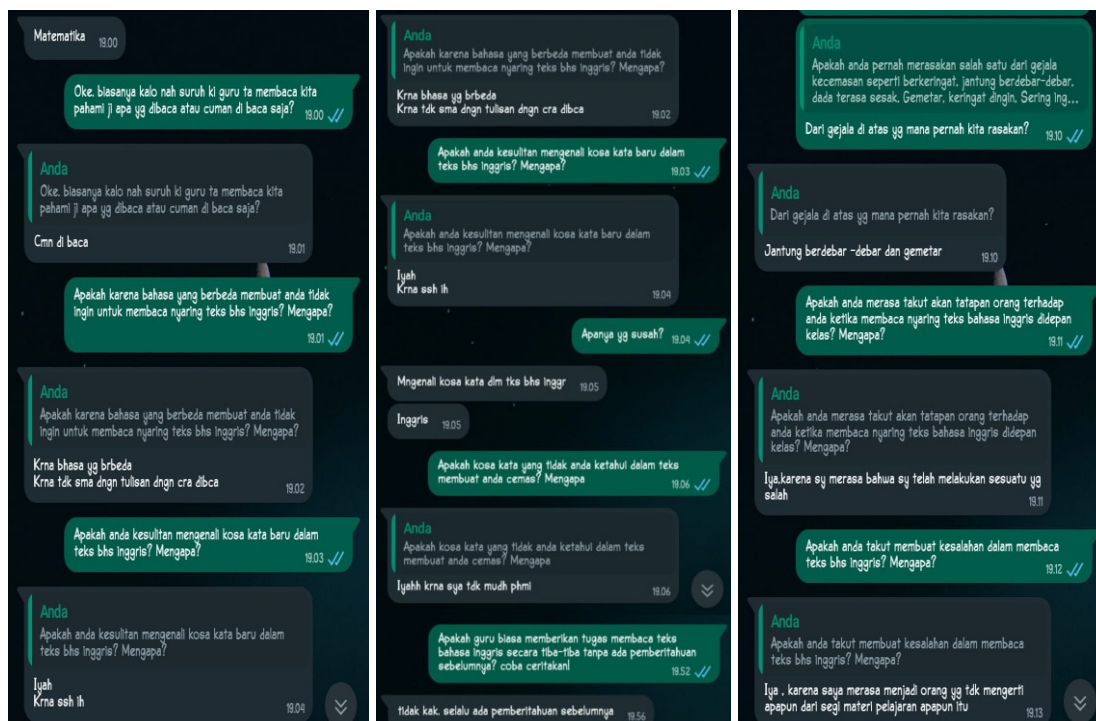 Matematika 19.00
Oke. biasanya kalo nah suruh ki guru ta membaca kita
pahami ji apa yg dibaca atau cuman di baca saja? 19.00
Anda
Oke. biasanya kalo nah suruh ki guru ta membaca kita
pahami ji apa yg dibaca atau cuman di baca saja?
Cmn di baca
19.01
Apakah karena bahasa yang berbeda membuat anda tidak
ingin untuk membaca nyaring teks bhs inggris? Mengapa?
19.01
Anda
Apakah karena bahasa yang berbeda membuat anda tidak
ingin untuk membaca nyaring teks bhs inggris? Mengapa?
Krna bhasa yg brbeda
Krna tdk sma dngn tulisan dngn cra dibca
19.02
Apakah anda kesulitan mengenali kosa kata baru dalam
teks bhs inggris? Mengapa?
19.03
Anda
Apakah anda kesulitan mengenali kosa kata baru dalam
teks bhs inggris? Mengapa?
Iyah
Krna ssh ih
19.04
Anda
Apakah karena bahasa yang berbeda membuat anda tidak
ingin untuk membaca nyaring teks bhs inggris? Mengapa?
Krna bhasa yg brbeda
Krna tdk sma dngn tulisan dngn cra dibca
19.02
Apakah anda kesulitan mengenali kosa kata baru dalam
teks bhs inggris? Mengapa?
19.03
Anda
Apakah anda kesulitan mengenali kosa kata baru dalam
teks bhs inggris? Mengapa?
Iyah
Krna ssh ih
19.04
Apanya yg susah? 19.04
Mngenali kosa kata dlm tks bhs inggr 19.05
Inggris 19.05
Apakah kosa kata yang tidak anda ketahui dalam teks
membuat anda cemas? Mengapa
19.06
Anda
Apakah kosa kata yang tidak anda ketahui dalam teks
membuat anda cemas? Mengapa
Iyahh krna sya tdk mudh phmi
19.06
Apakah guru biasa memberikan tugas membaca teks
bahasa inggris secara tiba-tiba tanpa ada pemberitahuan
sebelumnya? coba ceritakan!
19.52
tidak kak. selalu ada pemberitahuan sebelumnya 19.56
Anda
Apakah anda pernah merasakan salah satu dari gejala
kecemasan seperti berkeringat, jantung berdebar-debar,
dada terasa sesak, Gemetar, keringat dingin. Sering ing...
Dari gejala di atas yg mana pernah kita rasakan? 19.10
Anda
Dari gejala di atas yg mana pernah kita rasakan?
Jantung berdebar -debar dan gemetar
19.10
Apakah anda merasa takut akan tatapan orang terhadap
anda ketika membaca nyaring teks bahasa inggris didepan
kelas? Mengapa?
19.11
Anda
Apakah anda merasa takut akan tatapan orang terhadap
anda ketika membaca nyaring teks bahasa inggris didepan
kelas? Mengapa?
Iya,karena sy merasa bahwa sy telah melakukan sesuatu yg
salah
19.11
Apakah anda takut membuat kesalahan dalam membaca
teks bhs inggris? Mengapa?
19.12
Anda
Apakah anda takut membuat kesalahan dalam membaca
teks bhs inggris? Mengapa?
Iya , karena saya merasa menjadi orang yg tdk mengerti
apapun dari segi materi pelajaran apapun itu
19.13